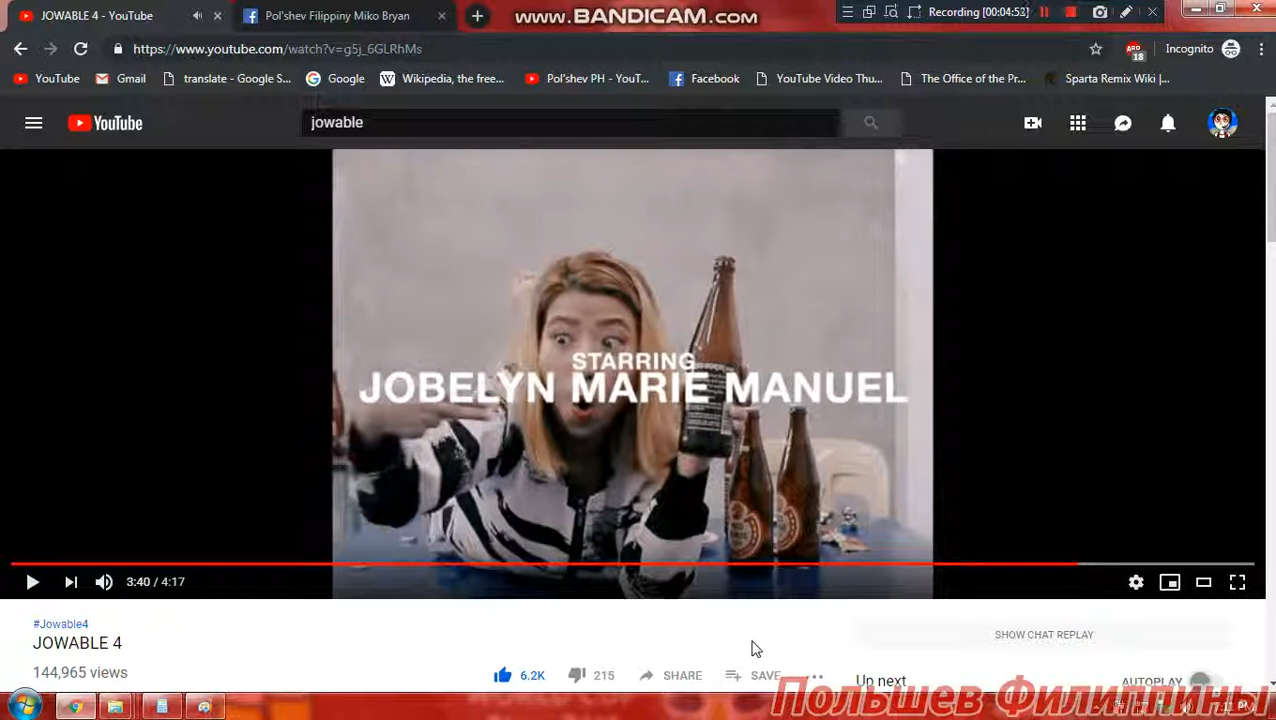 JOWABLE 4 - YouTube
Pol'shev Filippiny Miko Bryan
www.BANDICAM.com
Recording [00:04:52]
https://www.youtube.com/watch?v=g5j_6GLRhMs
ABP
18
Incognito
YouTube
Gmail
translate - Google S...
Google
Wikipedia, the free...
Pol'shev PH - YouT...
Facebook
YouTube Video Thu...
The Office of the Pr...
Sparta Remix Wiki |...
YouTube
jowable
STARRING
JOBELYN MARIE MANUEL
3:40 / 4:17
#Jowable4
JOWABLE 4
SHOW CHAT REPLAY
144,965 views
6.2K
215
SHARE
SAVE
Up next
AUTOPLAY
Польшев Филиппины